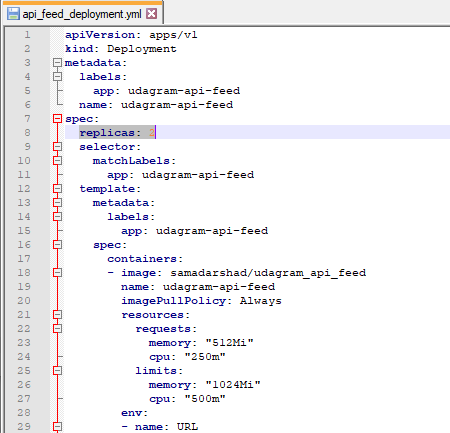 api_feed_deployment.yml
1 apiVersion: apps/v1
2 kind: Deployment
3 metadata:
4 labels:
5 app: udagram-api-feed
6 name: udagram-api-feed
7 spec:
8 replicas:
9 selector:
10 matchLabels:
11 app: udagram-api-feed
12 template:
13 metadata:
14 labels:
15 app: udagram-api-feed
16 spec:
17 containers:
18 - image: samadarshad/udagram_api_feed
19 name: udagram-api-feed
20 imagePullPolicy: Always
21 resources:
22 requests:
23 memory: "512Mi"
24 cpu: "250m"
25 limits:
26 memory: "1024Mi"
27 cpu: "500m"
28 env:
29 - name: URL